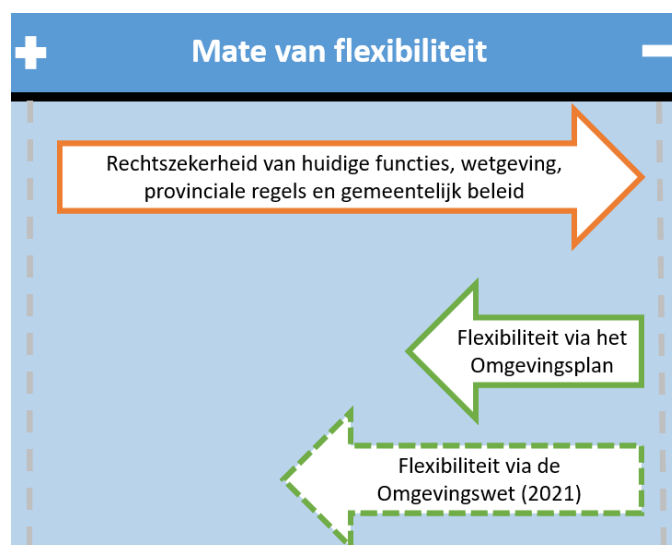 + Mate van flexibiliteit −
Rechtszekerheid van huidige functies, wetgeving,
provinciale regels en gemeentelijk beleid
Flexibiliteit via het
Omgevingsplan
Flexibiliteit via de
Omgevingswet (2021)